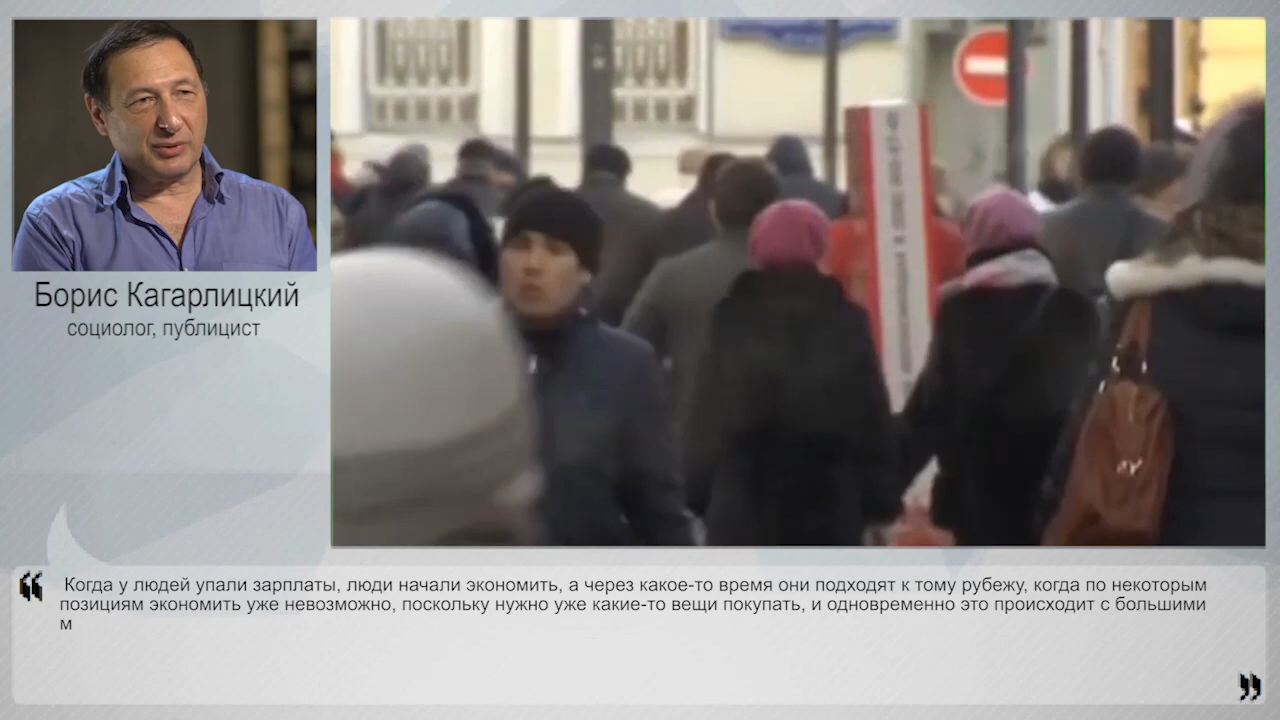 Борис Кагарлицкий
социолог, публицист
Когда у людей упали зарплаты, люди начали экономить, а через какое-то время они подходят к тому рубежу, когда по некоторым
позициям экономить уже невозможно, поскольку нужно уже какие-то вещи покупать, и одновременно это происходит с большими
м